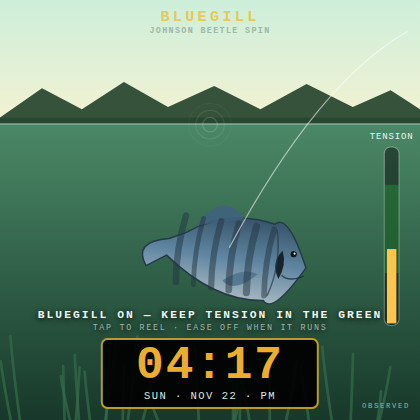 BLUEGILL
JOHNSON BEETLE SPIN
TENSION
BLUEGILL ON — KEEP TENSION IN THE GREEN
TAP TO REEL · EASE OFF WHEN IT RUNS
04:17
SUN · NOV 22 · PM
OBSERVED